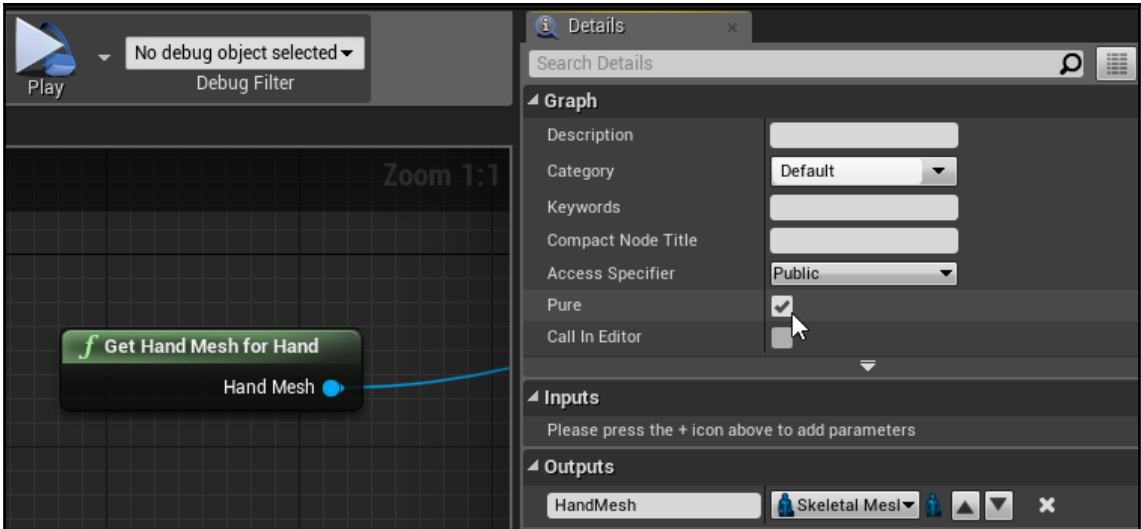 No debug object selected
Play
Debug Filter
Zoom 1:1
f Get Hand Mesh for Hand
Hand Mesh
Details
Search Details
Graph
Description
Category
Default
Keywords
Compact Node Title
Access Specifier
Public
Pure
Call In Editor
Inputs
Please press the + icon above to add parameters
Outputs
HandMesh
Skeletal Mesl